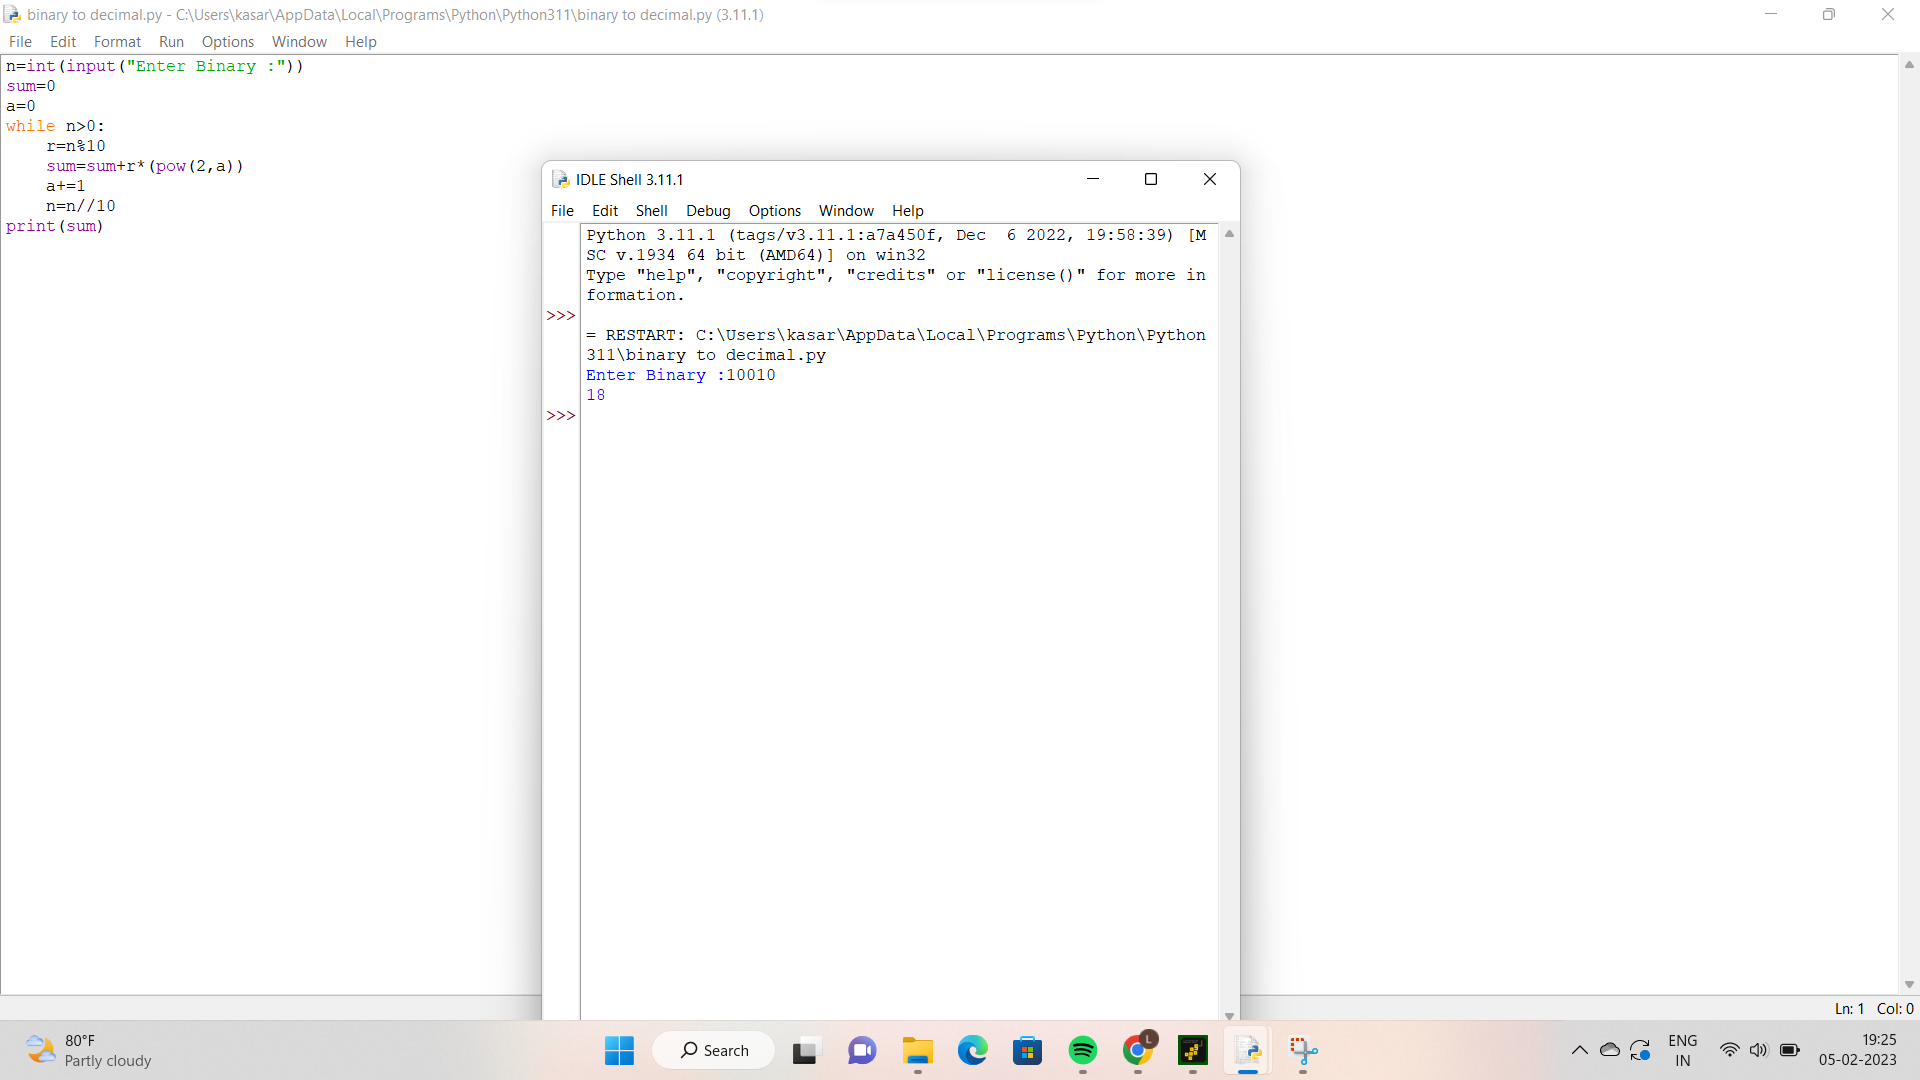 binary to decimal.py - C:\Users\kasar\AppData\Local\Programs\Python\Python311\binary to decimal.py (3.11.1)
File Edit Format Run Options Window Help
n=int(input("Enter Binary :"))
sum=0
a=0
while n>0:
    r=n%10
    sum=sum+r*(pow(2,a))
    a+=1
    n=n//10
print(sum)
IDLE Shell 3.11.1
File Edit Shell Debug Options Window Help
Python 3.11.1 (tags/v3.11.1:a7a450f, Dec  6 2022, 19:58:39) [M
SC v.1934 64 bit (AMD64)] on win32
Type "help", "copyright", "credits" or "license()" for more in
formation.
>>>
= RESTART: C:\Users\kasar\AppData\Local\Programs\Python\Python
311\binary to decimal.py
Enter Binary :10010
18
>>>
Ln: 1 Col: 0
80°F
Partly cloudy
Search
L
ENG
IN
19:25
05-02-2023